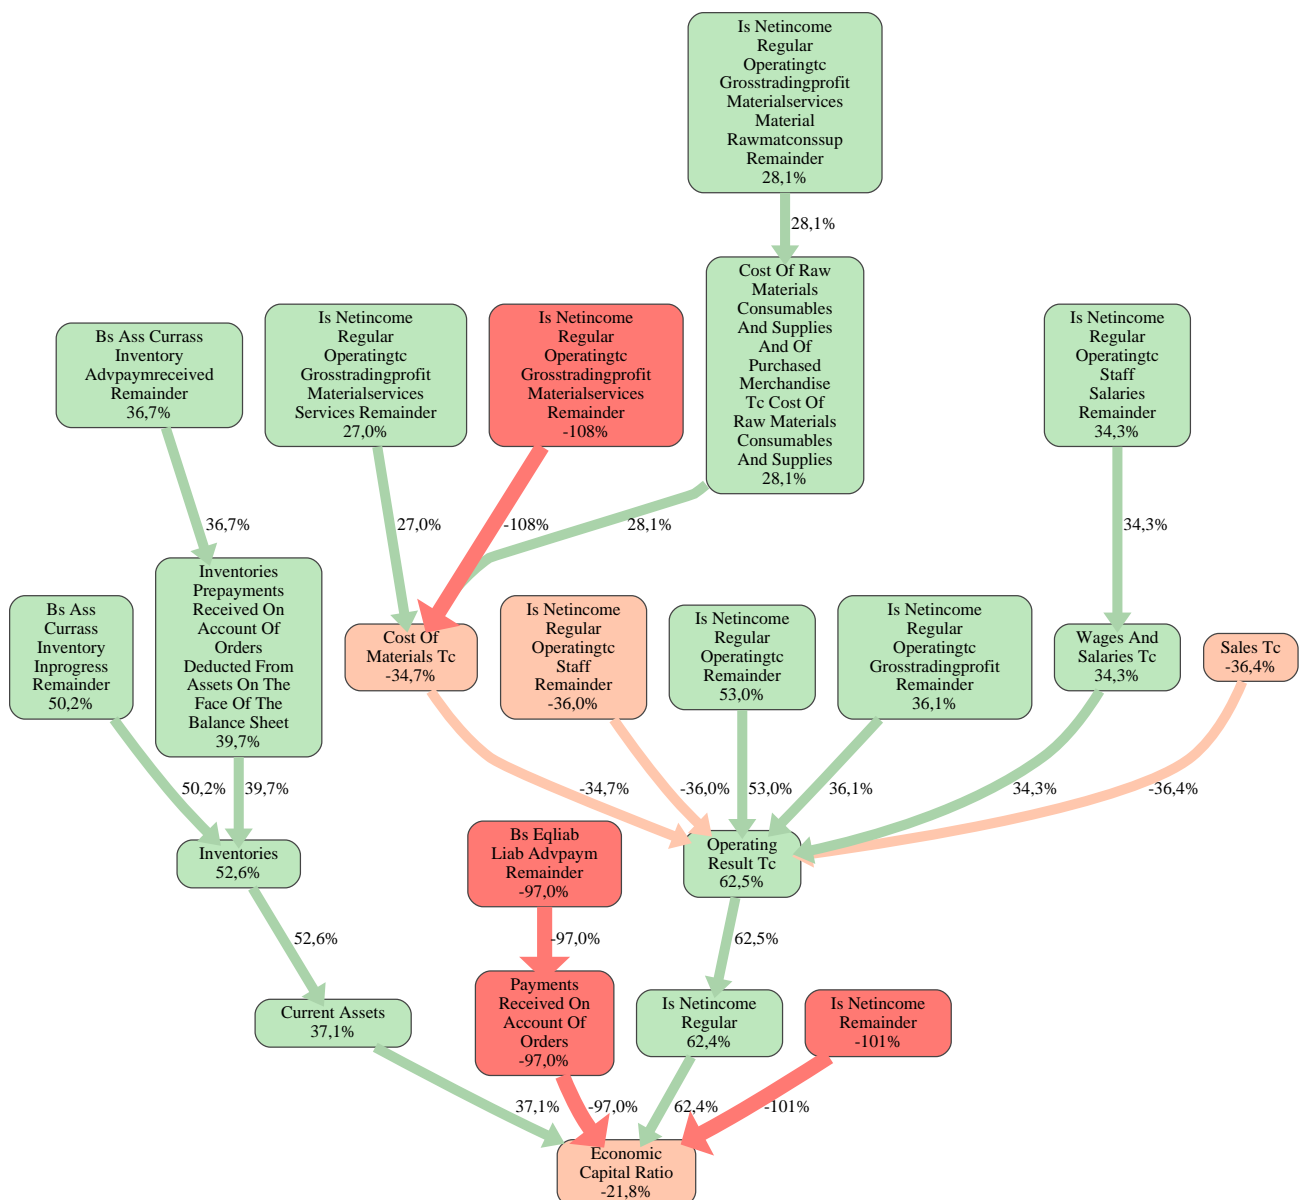 Is Netincome
Regular
Operatingtc
Grosstradingprofit
Materialservices
Material
Rawmatconssup
Remainder
28,1%
28,1%
Cost Of Raw
Materials
Consumables
And Supplies
And Of
Purchased
Merchandise
Tc Cost Of
Raw Materials
Consumables
And Supplies
28,1%
Bs Ass Currass
Inventory
Advpaymreceived
Remainder
36,7%
Is Netincome
Regular
Operatingtc
Grosstradingprofit
Materialservices
Services Remainder
27,0%
Is Netincome
Regular
Operatingtc
Grosstradingprofit
Materialservices
Remainder
-108%
Is Netincome
Regular
Operatingtc
Staff
Salaries
Remainder
34,3%
36,7%
27,0%
-108%
28,1%
34,3%
Bs Ass
Currass
Inventory
Inprogress
Remainder
50,2%
Inventories
Prepayments
Received On
Account Of
Orders
Deducted From
Assets On The
Face Of The
Balance Sheet
39,7%
Cost Of
Materials Tc
-34,7%
Is Netincome
Regular
Operatingtc
Staff
Remainder
-36,0%
Is Netincome
Regular
Operatingtc
Remainder
53,0%
Is Netincome
Regular
Operatingtc
Grosstradingprofit
Remainder
36,1%
Wages And
Salaries Tc
34,3%
Sales Tc
-36,4%
50,2%
39,7%
-34,7%
-36,0%
53,0%
36,1%
34,3%
-36,4%
Inventories
52,6%
Bs Eqliab
Liab Advpaym
Remainder
-97,0%
Operating
Result Tc
62,5%
52,6%
-97,0%
62,5%
Current Assets
37,1%
Payments
Received On
Account Of
Orders
-97,0%
Is Netincome
Regular
62,4%
Is Netincome
Remainder
-101%
37,1%
-97,0%
62,4%
-101%
Economic
Capital Ratio
-21,8%